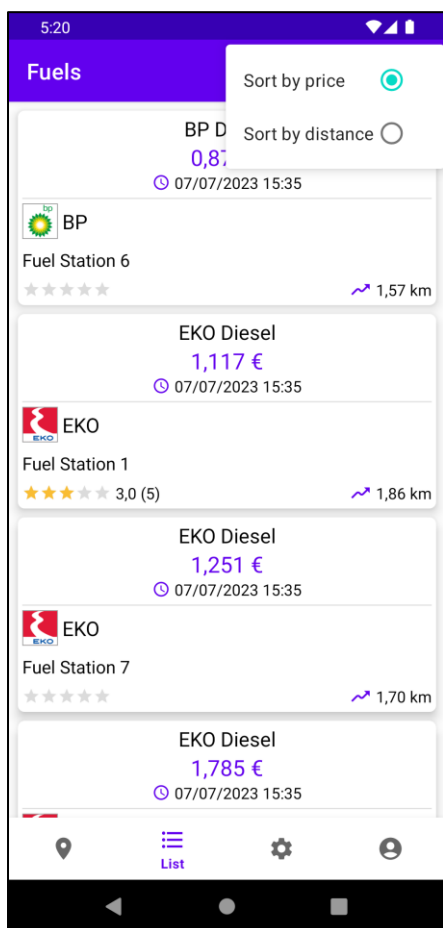 5:20
Fuels
Sort by price
Sort by distance
BP D
0,87
07/07/2023 15:35
bp
BP
Fuel Station 6
1,57 km
EKO Diesel
1,117 €
07/07/2023 15:35
EKO
EKO
Fuel Station 1
3,0 (5)
1,86 km
EKO Diesel
1,251 €
07/07/2023 15:35
EKO
EKO
Fuel Station 7
1,70 km
EKO Diesel
1,785 €
07/07/2023 15:35
List